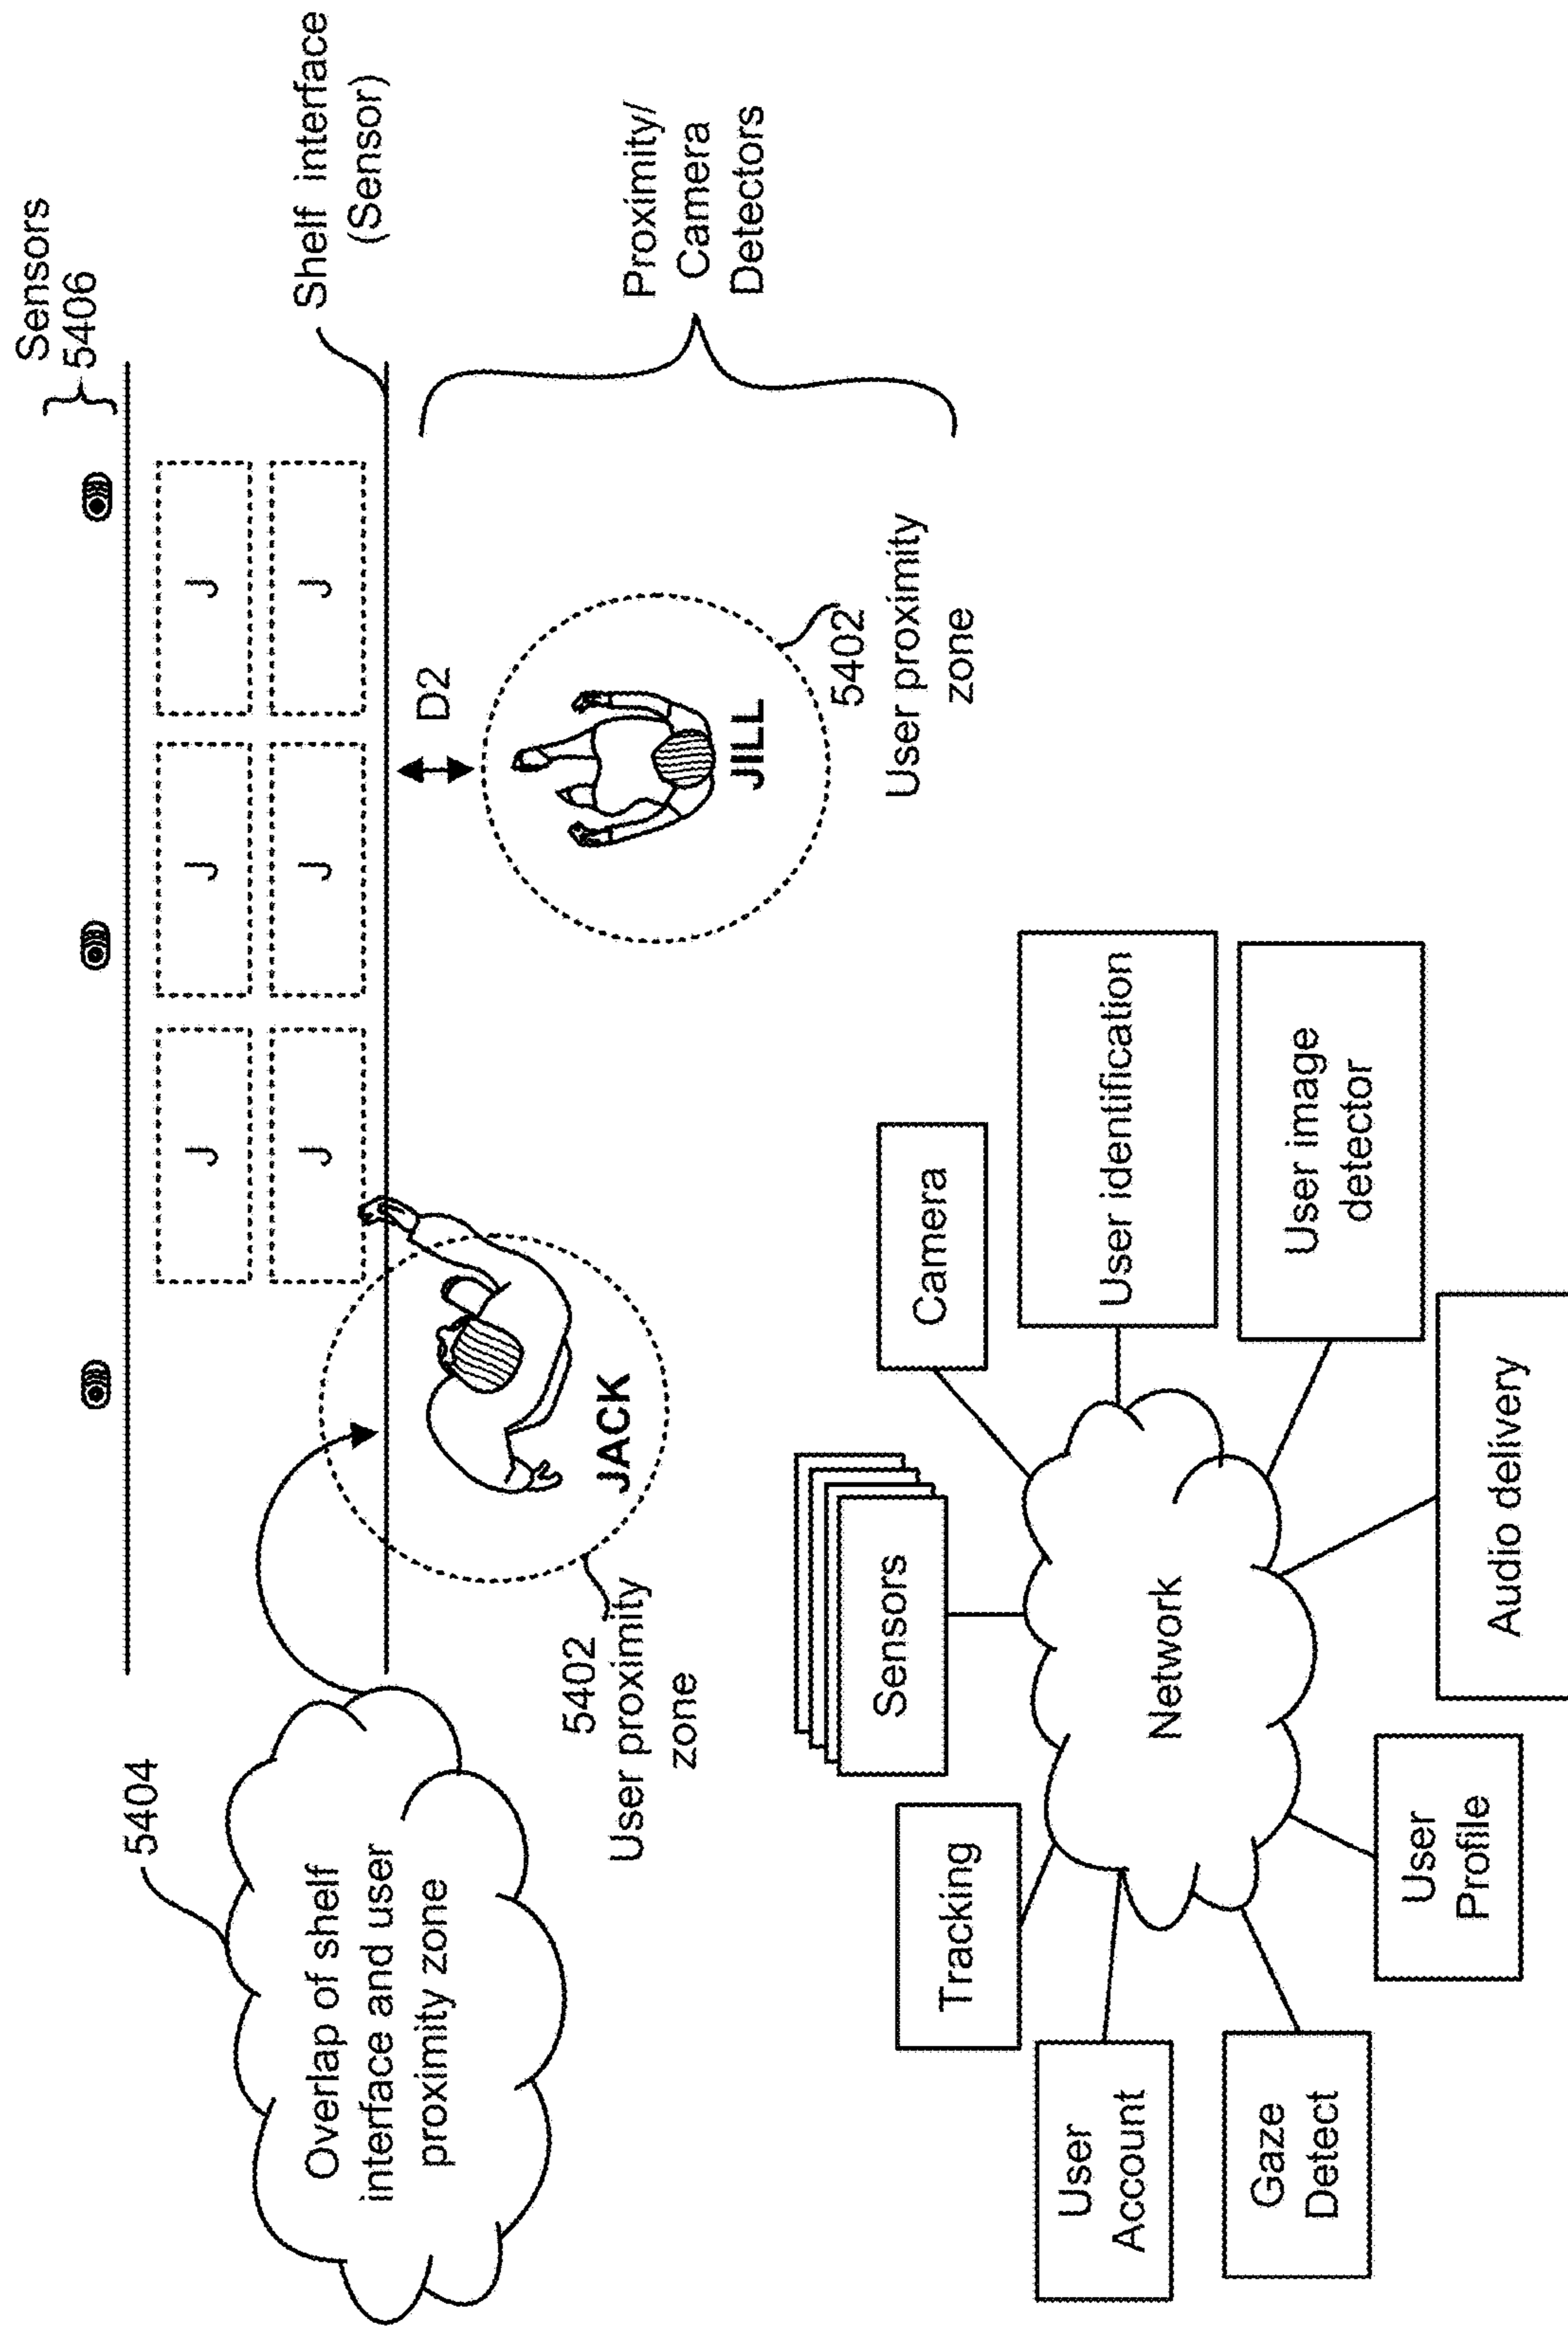 Sensors
5406
Shelf interface
(Sensor)
Proximity/
Camera
Detectors
J
J
J
J
J
J
D2
5404
Overlap of shelf
interface and user
proximity zone
JACK
JILL
5402
User proximity
zone
5402
User proximity
zone
Tracking
Sensors
Camera
User
Account
Network
User identification
Gaze
Detect
User
Profile
Audio delivery
User image
detector